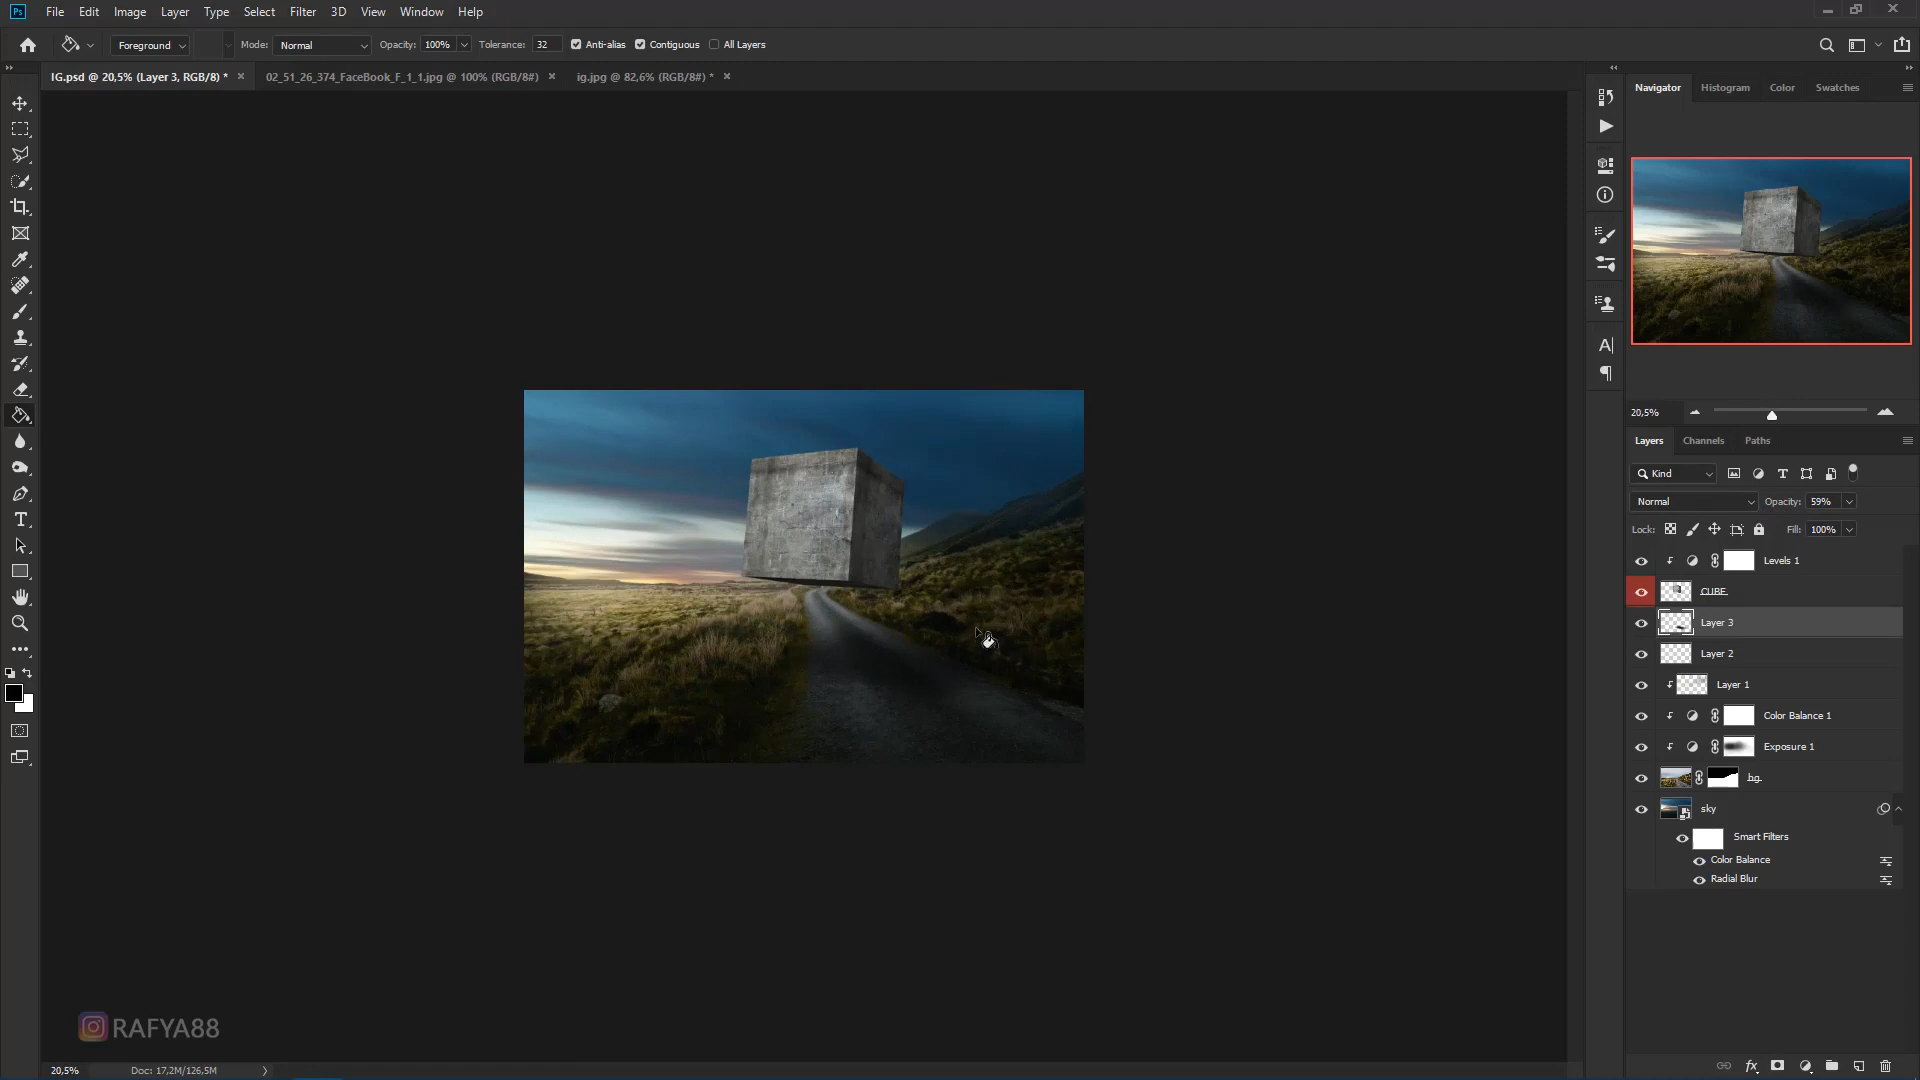 Ps File Edit Image Layer Type Select Filter 3D View Window Help
Foreground Mode: Normal Opacity: 100% Tolerance: 32 Anti-alias Contiguous All Layers
IG.psd @ 20,5% (Layer 3, RGB/8) * 02_51_26_374_FaceBook_F_1_1.jpg @ 100% (RGB/8#) ig.jpg @ 82,6% (RGB/8#) *
Navigator Histogram Color Swatches
20,5%
Layers Channels Paths
Kind
Normal Opacity: 59%
Lock: Fill: 100%
Levels 1
CUBE
Layer 3
Layer 2
Layer 1
Color Balance 1
Exposure 1
bg
sky
Smart Filters
Color Balance
Radial Blur
RAFYA88
20,5% Doc: 17,2M/126,5M